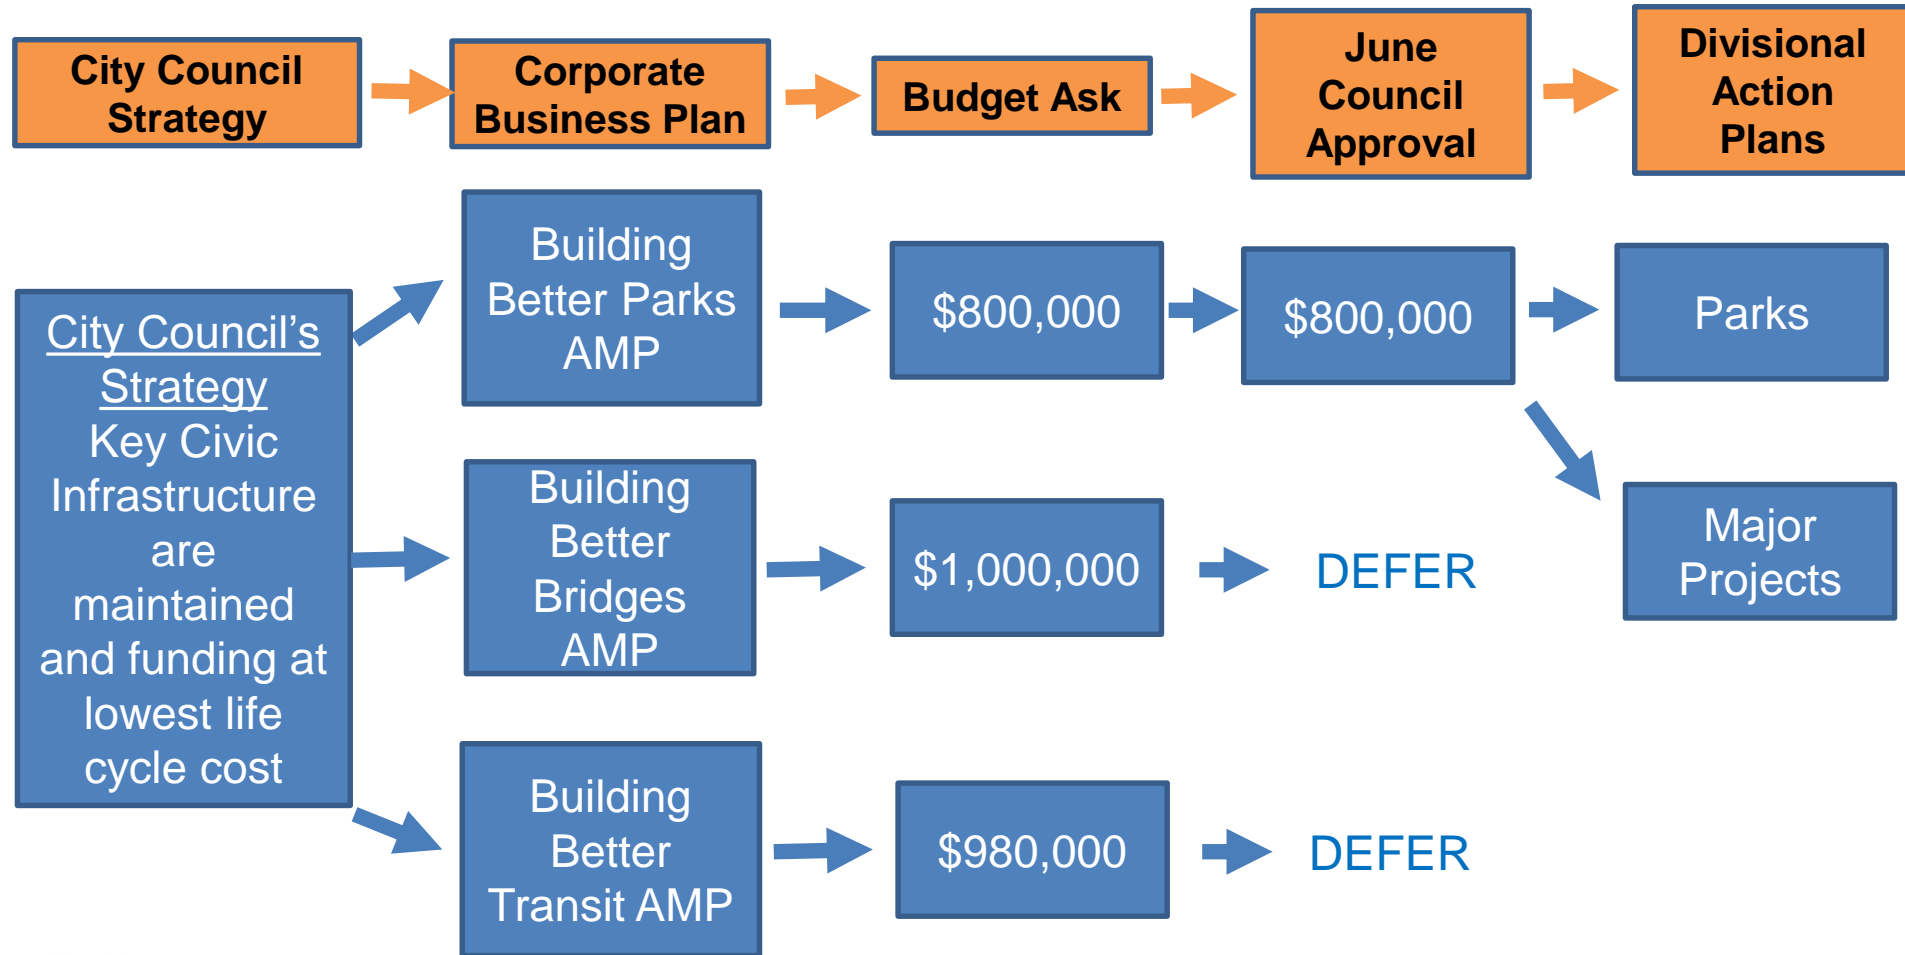 City Council
Strategy
Corporate
Business Plan
Budget Ask
June
Council
Approval
Divisional
Action
Plans
City Council’s
Strategy
Key Civic
Infrastructure
are
maintained
and funding at
lowest life
cycle cost
Building
Better Parks
AMP
$800,000
$800,000
Parks
Major
Projects
Building
Better
Bridges
AMP
$1,000,000
DEFER
Building
Better
Transit AMP
$980,000
DEFER